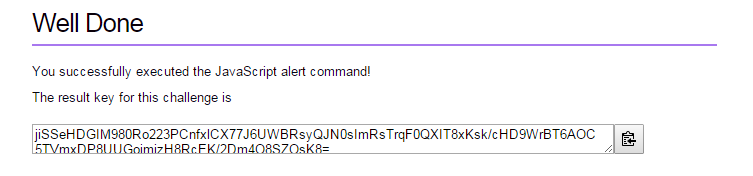 Well Done
You successfully executed the JavaScript alert command!
The result key for this challenge is
jiSSeHDGIM980Ro223PCnfxICX77J6UWBRsyQJN0sImRsTrqF0QXIT8xKsk/cHD9WrBT6AOC
5TVmxDP8UUGoimizH8RcEK/2Dm4O8SZOsK8=